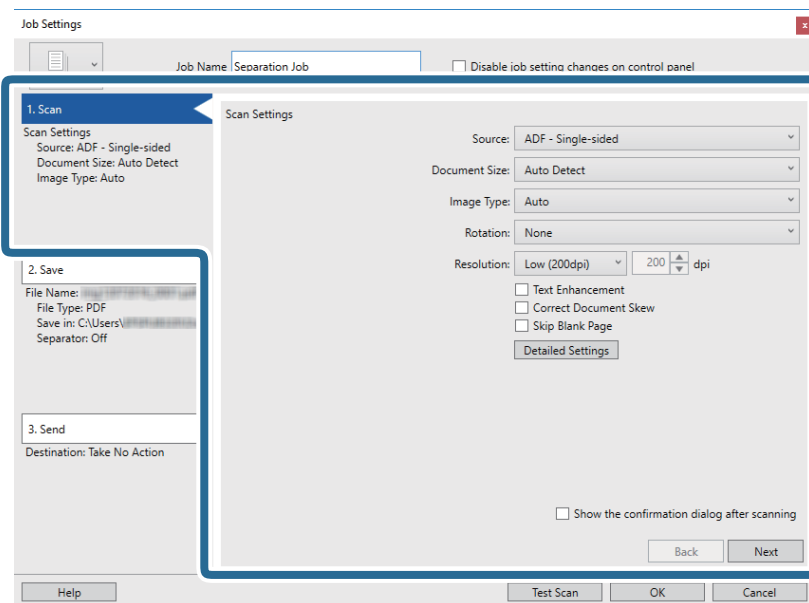 Job Settings
x
Job Name Separation Job Disable job setting changes on control panel
1. Scan
Scan Settings
Source: ADF - Single-sided
Document Size: Auto Detect
Image Type: Auto
2. Save
File Name:
File Type: PDF
Save in: C:\Users\
Separator: Off
3. Send
Destination: Take No Action
Scan Settings
Source: ADF - Single-sided
Document Size: Auto Detect
Image Type: Auto
Rotation: None
Resolution: Low (200dpi) 200 dpi
Text Enhancement
Correct Document Skew
Skip Blank Page
Detailed Settings
Show the confirmation dialog after scanning
Back Next
Help Test Scan OK Cancel